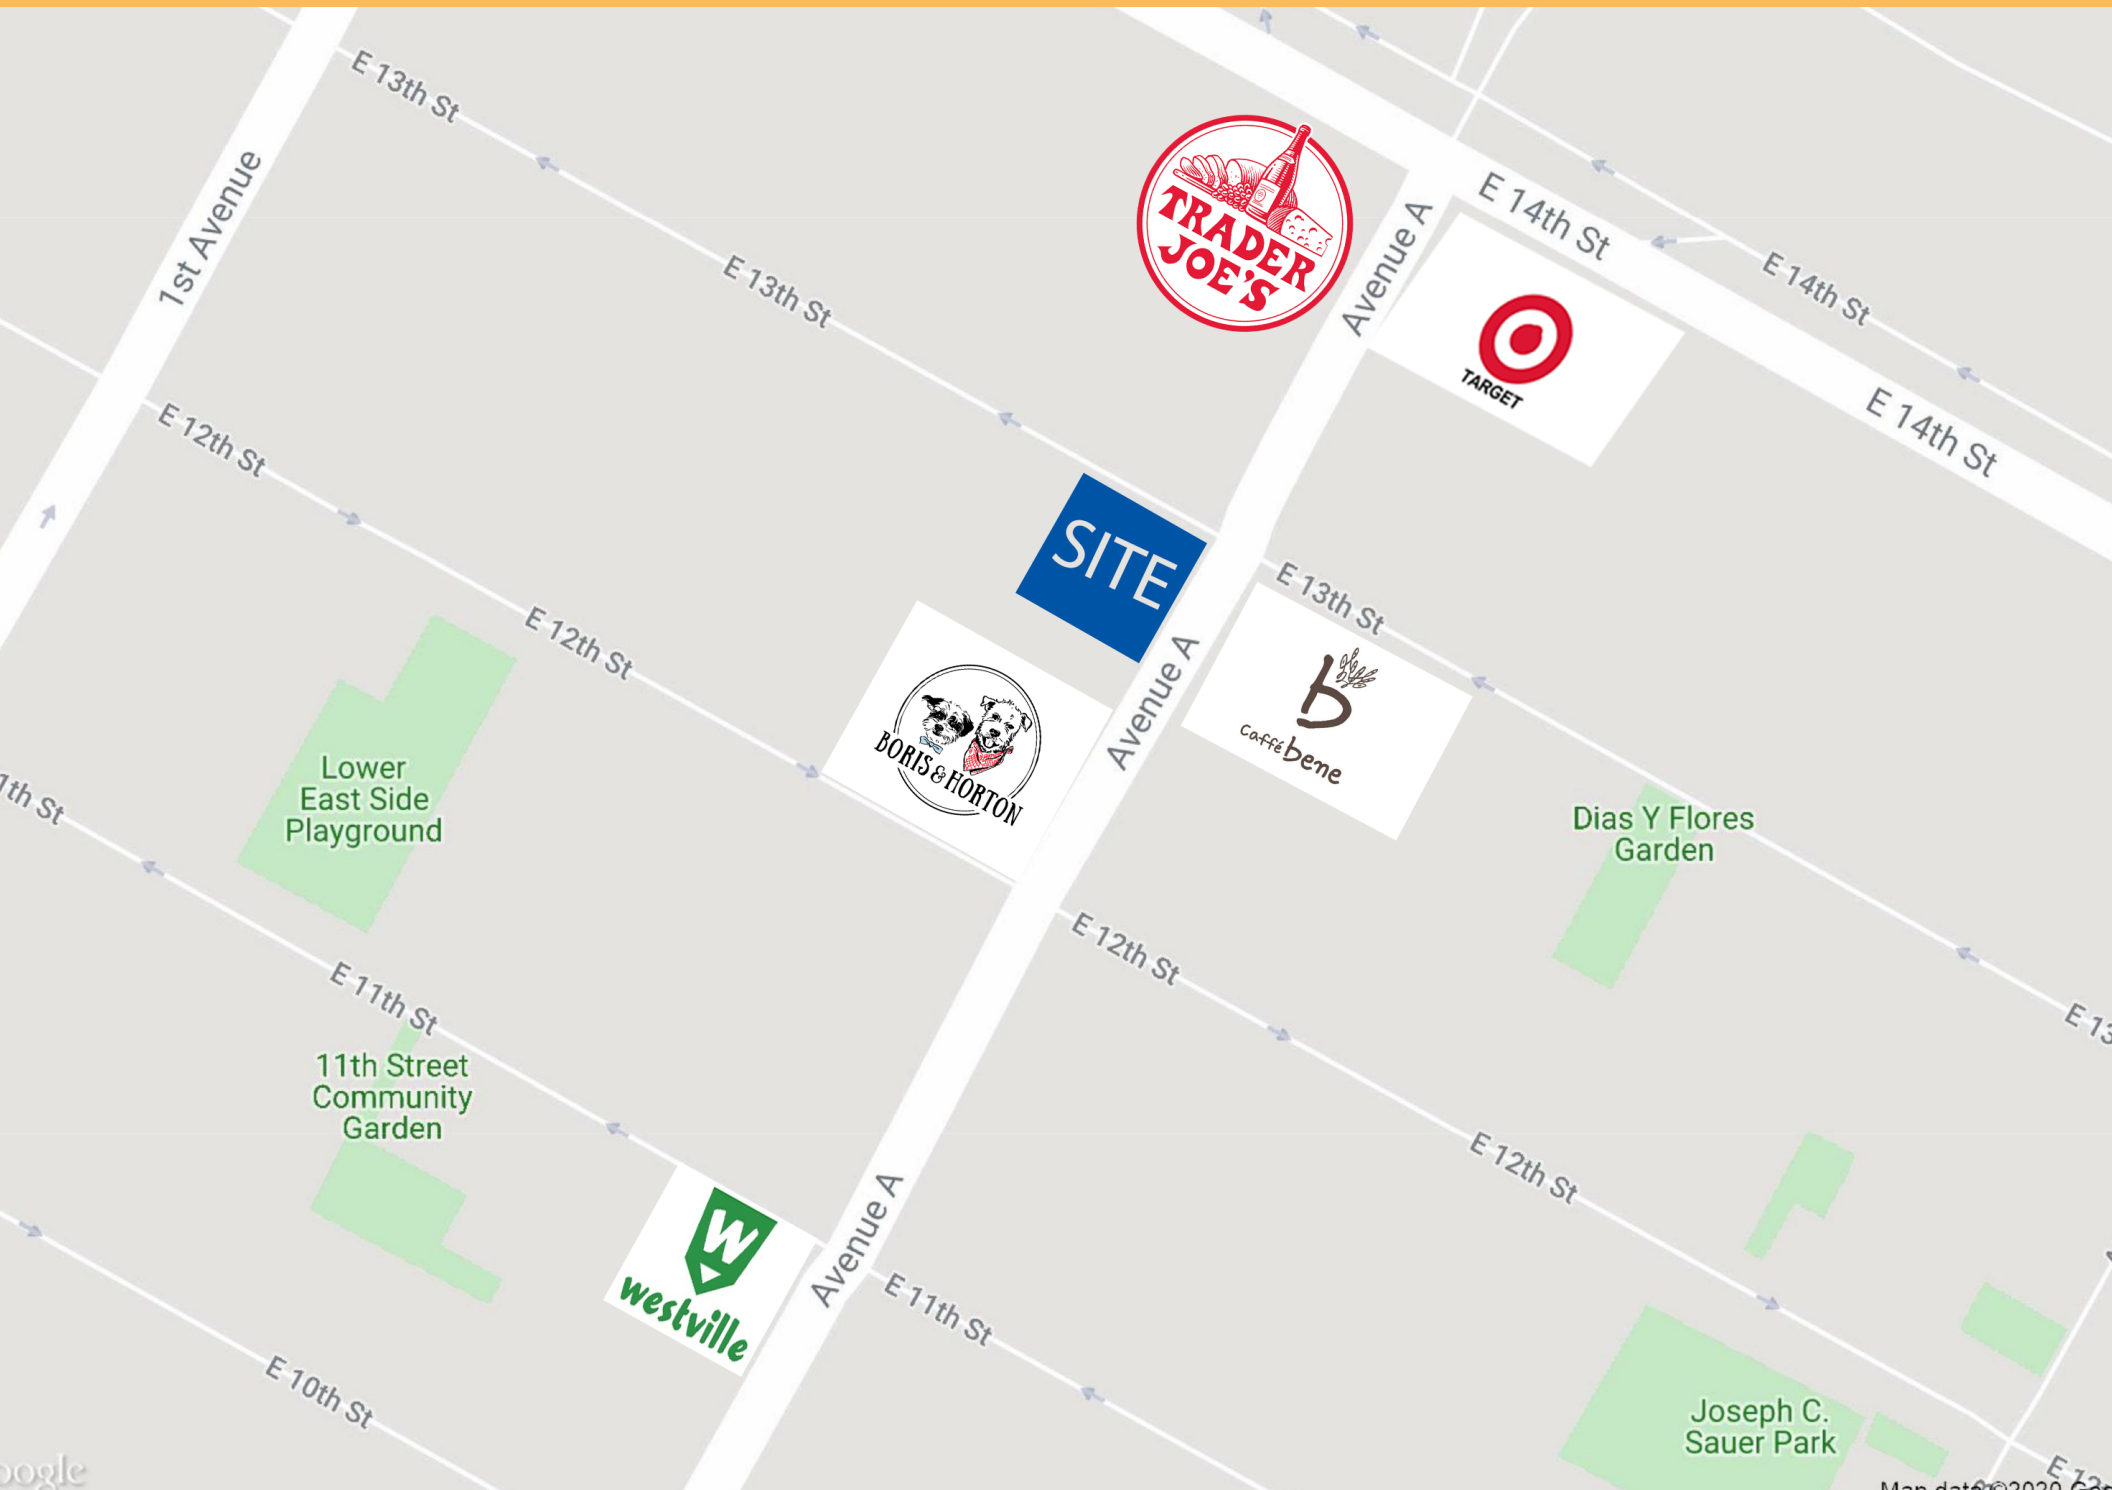 E 13th St
1st Avenue
TRADER
JOE'S
Avenue A
E 14th St
E 14th St
E 13th St
TARGET
E 14th St
E 12th St
SITE
E 13th St
E 12th St
Avenue A
Caffé bene
BORIS & HORTON
Lower
East Side
Playground
Dias Y Flores
Garden
E 12th St
E 11th St
E 13
11th Street
Community
Garden
E 12th St
Avenue A
westville
E 11th St
E 10th St
Joseph C.
Sauer Park